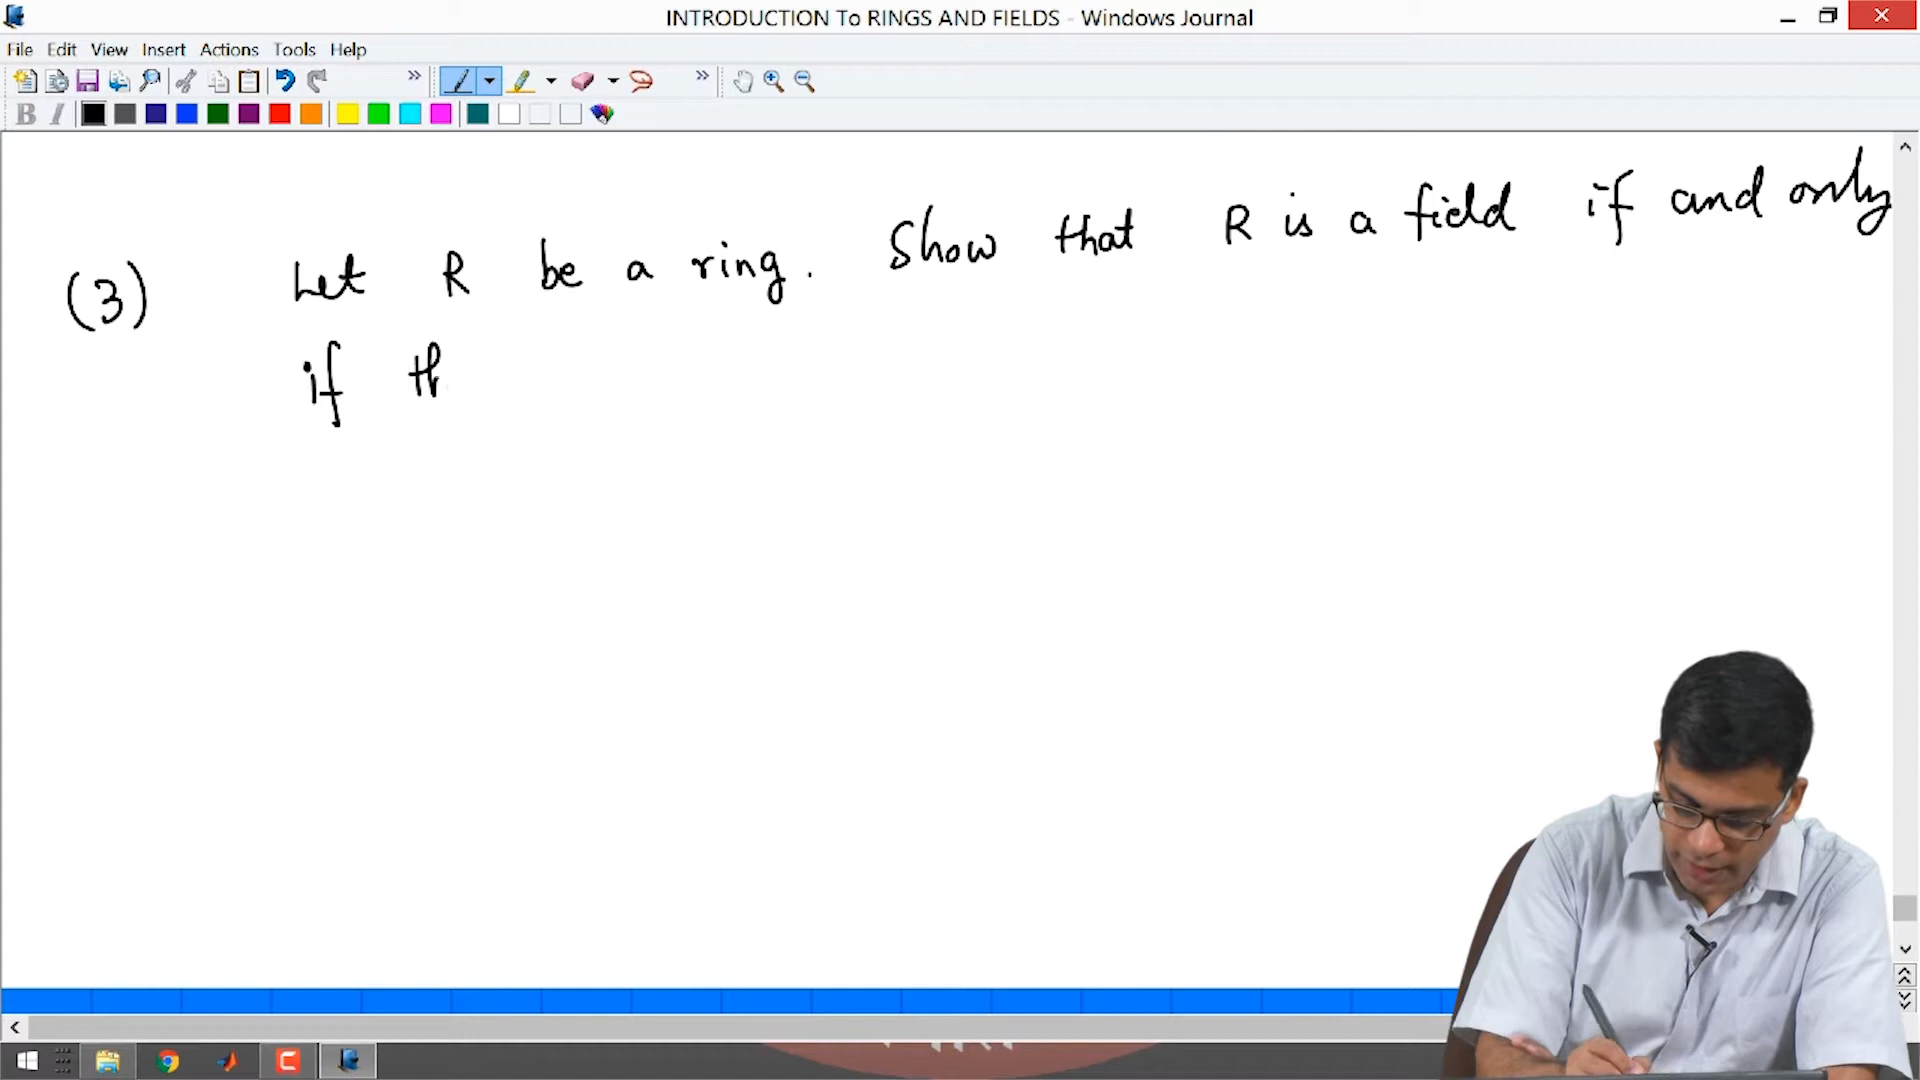 INTRODUCTION To RINGS AND FIELDS - Windows Journal
File Edit View Insert Actions Tools Help
B I
(3) Let R be a ring. Show that R is a field if and only
if th